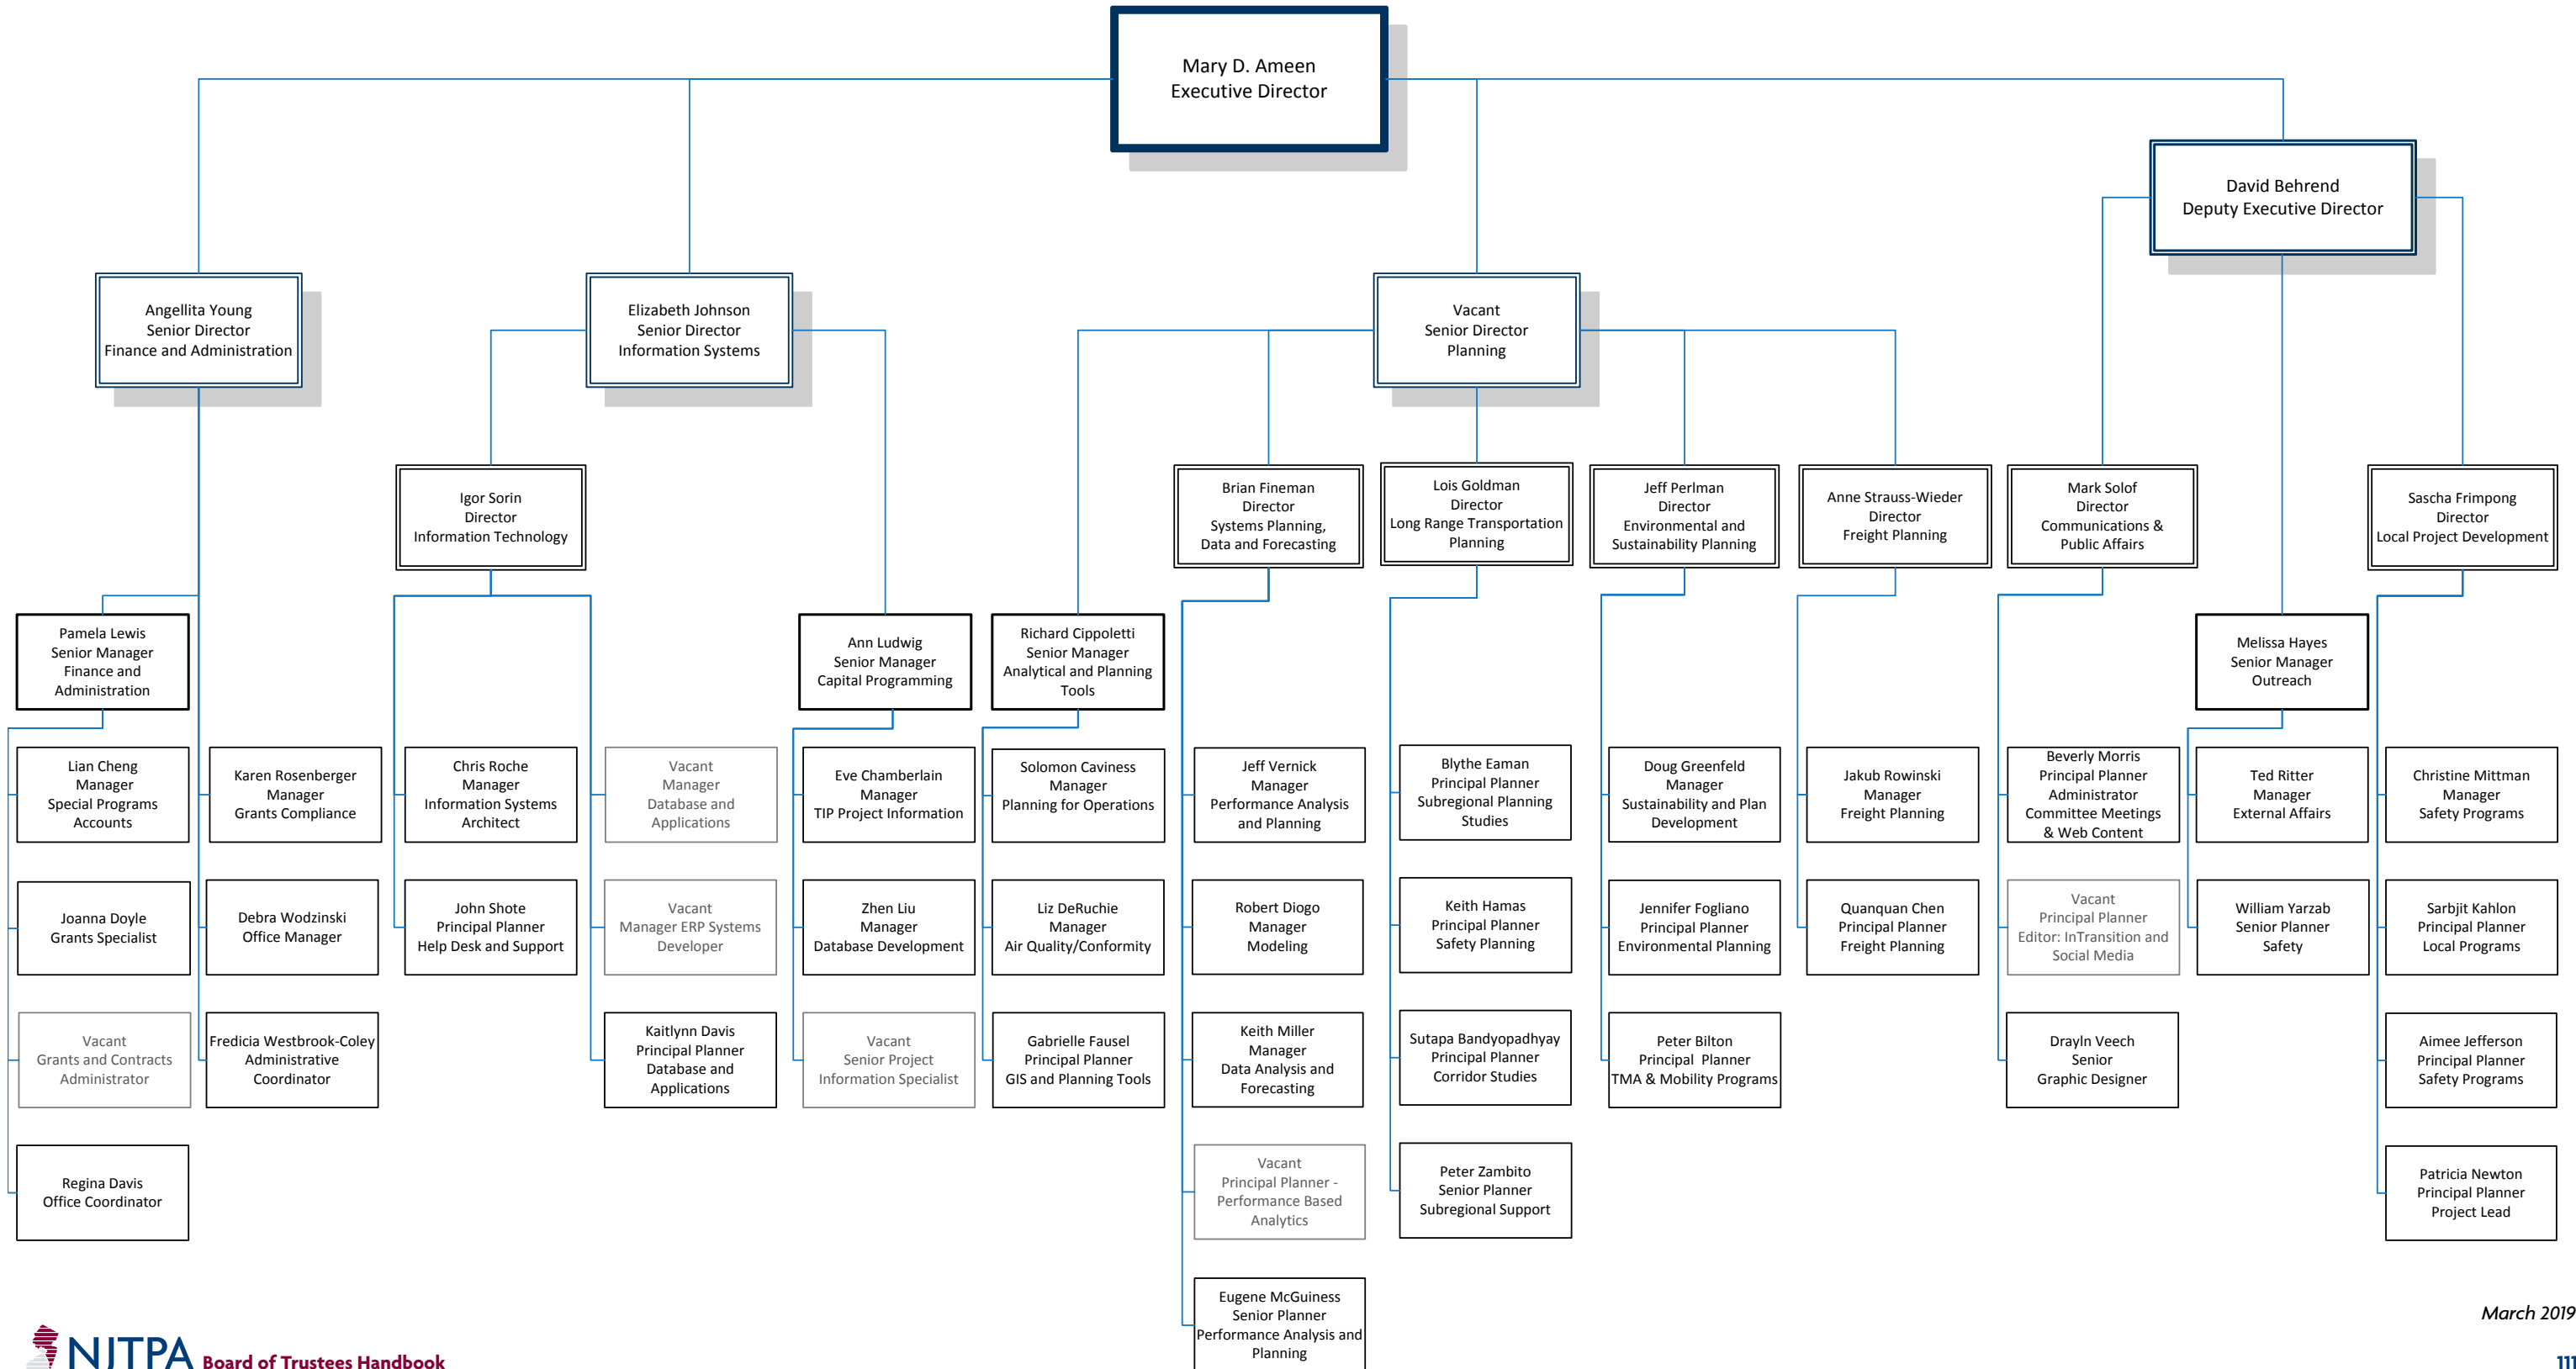 Mary D. Ameen
Executive Director
David Behrend
Deputy Executive Director
Angellita Young
Senior Director
Finance and Administration
Elizabeth Johnson
Senior Director
Information Systems
Vacant
Senior Director
Planning
Igor Sorin
Director
Information Technology
Brian Fineman
Director
Systems Planning,
Data and Forecasting
Lois Goldman
Director
Long Range Transportation
Planning
Jeff Perlman
Director
Environmental and
Sustainability Planning
Anne Strauss-Wieder
Director
Freight Planning
Mark Solof
Director
Communications &
Public Affairs
Sascha Frimpong
Director
Local Project Development
Pamela Lewis
Senior Manager
Finance and
Administration
Ann Ludwig
Senior Manager
Capital Programming
Richard Cippoletti
Senior Manager
Analytical and Planning
Tools
Melissa Hayes
Senior Manager
Outreach
Lian Cheng
Manager
Special Programs
Accounts
Karen Rosenberger
Manager
Grants Compliance
Chris Roche
Manager
Information Systems
Architect
Vacant
Manager
Database and
Applications
Eve Chamberlain
Manager
TIP Project Information
Solomon Caviness
Manager
Planning for Operations
Jeff Vernick
Manager
Performance Analysis
and Planning
Blythe Eaman
Principal Planner
Subregional Planning
Studies
Doug Greenfeld
Manager
Sustainability and Plan
Development
Jakub Rowinski
Manager
Freight Planning
Beverly Morris
Principal Planner
Administrator
Committee Meetings
& Web Content
Ted Ritter
Manager
External Affairs
Christine Mittman
Manager
Safety Programs
Joanna Doyle
Grants Specialist
Debra Wodzinski
Office Manager
John Shote
Principal Planner
Help Desk and Support
Vacant
Manager ERP Systems
Developer
Zhen Liu
Manager
Database Development
Liz DeRuchie
Manager
Air Quality/Conformity
Robert Diogo
Manager
Modeling
Keith Hamas
Principal Planner
Safety Planning
Jennifer Fogliano
Principal Planner
Environmental Planning
Quanquan Chen
Principal Planner
Freight Planning
Vacant
Principal Planner
Editor: InTransition and
Social Media
William Yarzab
Senior Planner
Safety
Sarbjit Kahlon
Principal Planner
Local Programs
Vacant
Grants and Contracts
Administrator
Fredicia Westbrook-Coley
Administrative
Coordinator
Kaitlynn Davis
Principal Planner
Database and
Applications
Vacant
Senior Project
Information Specialist
Gabrielle Fausel
Principal Planner
GIS and Planning Tools
Keith Miller
Manager
Data Analysis and
Forecasting
Sutapa Bandyopadhyay
Principal Planner
Corridor Studies
Peter Bilton
Principal Planner
TMA & Mobility Programs
Drayln Veech
Senior
Graphic Designer
Aimee Jefferson
Principal Planner
Safety Programs
Regina Davis
Office Coordinator
Vacant
Principal Planner -
Performance Based
Analytics
Peter Zambito
Senior Planner
Subregional Support
Patricia Newton
Principal Planner
Project Lead
Eugene McGuiness
Senior Planner
Performance Analysis and
Planning
March 2019
NJTPA Board of Trustees Handbook
111